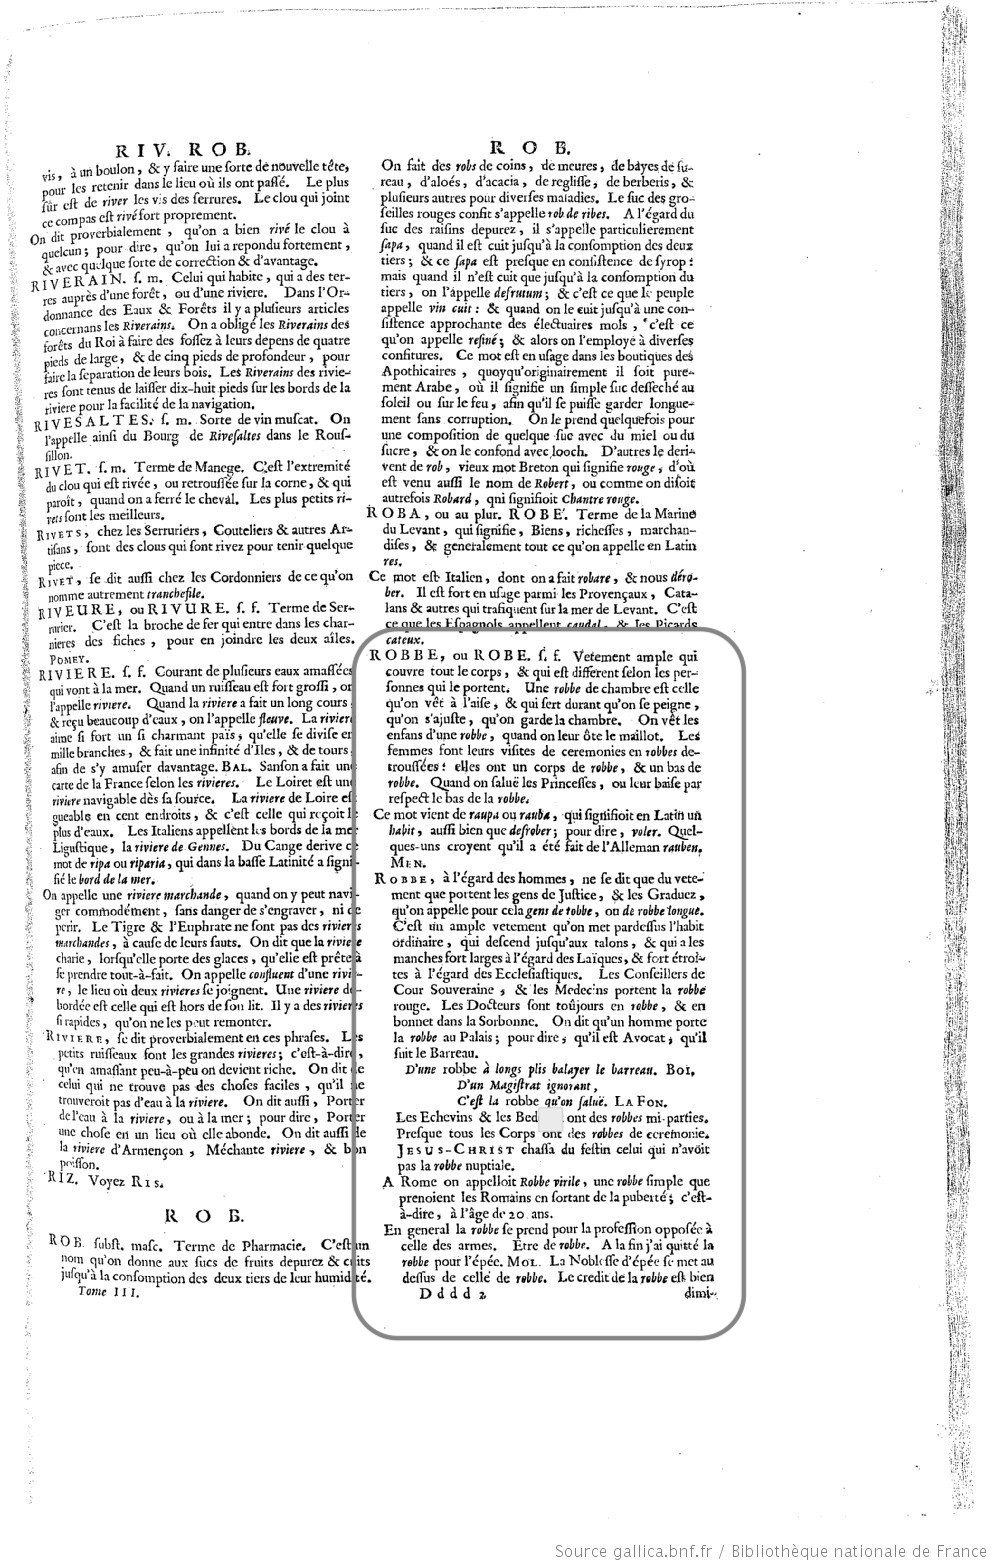 RIV. ROB.
vis, à un boulon, & y faire une sorte de nouvelle tête,
pour les retenir dans le lieu où ils ont passé. Le plus
sûr est de river les vis des serrures. Le clou qui joint
ce compas est rivé fort proprement.
On dit proverbialement, qu'on a bien rivé le clou à
quelcun; pour dire, qu'on lui a repondu fortement,
& avec quelque sorte de correction & d'avantage.
RIVERAIN. s. m. Celui qui habite, qui a des ter-
res auprès d'une forêt, ou d'une riviere. Dans l'Or-
donnance des Eaux & Forêts il y a plusieurs articles
concernans les Riverains. On a obligé les Riverains des
forêts du Roi à faire des fossez à leurs depens de quatre
pieds de large, & de cinq pieds de profondeur, pour
faire la separation de leurs bois. Les Riverains des rivie-
res sont tenus de laisser dix-huit pieds sur les bords de la
riviere pour la facilité de la navigation.
RIVESALTES. s. m. Sorte de vin muscat. On
l'appelle ainsi du Bourg de Rivesaltes dans le Rous-
sillon.
RIVET. s. m. Terme de Manege. C'est l'extremité
du clou qui est rivée, ou retroussée sur la corne, & qui
paroît, quand on a ferré le cheval. Les plus petits ri-
vets sont les meilleurs.
RIVETS, chez les Serruriers, Couteliers & autres Ar-
tisans, sont des clous qui sont rivez pour tenir quelque
piece.
RIVET, se dit aussi chez les Cordonniers de ce qu'on
nomme autrement tranchefile.
RIVEURE, ou RIVURE. s. f. Terme de Ser-
rurier. C'est la broche de fer qui entre dans les char-
nieres des fiches, pour en joindre les deux aîles.
POMEY.
RIVIERE. s. f. Courant de plusieurs eaux amassées
qui vont à la mer. Quand un ruisseau est fort grossi, on
l'appelle riviere. Quand la riviere a fait un long cours,
& reçu beaucoup d'eaux, on l'appelle fleuve. La riviere
aime si fort un si charmant païs, qu'elle se divise en
mille branches, & fait une infinité d'Iles, & de tours,
afin de s'y amuser davantage. BAL. Sanson a fait une
carte de la France selon les rivieres. Le Loiret est une
riviere navigable dès sa source. La riviere de Loire est
gueable en cent endroits, & c'est celle qui reçoit le
plus d'eaux. Les Italiens appellent les bords de la mer
Ligustique, la riviere de Gennes. Du Cange derive ce
mot de ripa ou riparia, qui dans la basse Latinité a signi-
fié le bord de la mer.
On appelle une riviere marchande, quand on y peut navi-
ger commodément, sans danger de s'engraver, ni de
perir. Le Tigre & l'Euphrate ne sont pas des rivieres
marchandes, à cause de leurs sauts. On dit que la riviere
charie, lorsqu'elle porte des glaces, qu'elle est prête à
se prendre tout-à-fait. On appelle confluent d'une rivie-
re, le lieu où deux rivieres se joignent. Une riviere de-
bordée est celle qui est hors de son lit. Il y a des rivieres
si rapides, qu'on ne les peut remonter.
RIVIERE, se dit proverbialement en ces phrases. Les
petits ruisseaux font les grandes rivieres; c'est-à-dire,
qu'en amassant peu-à-peu on devient riche. On dit de
celui qui ne trouve pas des choses faciles, qu'il ne
trouveroit pas d'eau à la riviere. On dit aussi, Porter
de l'eau à la riviere, ou à la mer; pour dire, Porter
une chose en un lieu où elle abonde. On dit aussi de
la riviere d'Armençon, Méchante riviere, & bon
poisson.
RIZ. Voyez RIS.
ROB.
ROB subst. masc. Terme de Pharmacie. C'est un
nom qu'on donne aux sucs de fruits depurez & cuits
jusqu'à la consomption des deux tiers de leur humidité.
Tome III.
ROB.
On fait des robs de coins, de meures, de bayes de su-
reau, d'aloés, d'acacia, de reglisse, de berberis, &
plusieurs autres pour diverses maladies. Le suc des gro-
seilles rouges confit s'appelle rob de ribes. A l'égard du
suc des raisins depurez, il s'appelle particulierement
sapa, quand il est cuit jusqu'à la consomption des deux
tiers; & ce sapa est presque en consistence de syrop:
mais quand il n'est cuit que jusqu'à la consomption du
tiers, on l'appelle defrutum; & c'est ce que le peuple
appelle vin cuit: & quand on le cuit jusqu'à une con-
sistence approchante des électuaires mols, c'est ce
qu'on appelle resiné; & alors on l'employe à diverses
confitures. Ce mot est en usage dans les boutiques des
Apothicaires, quoyqu'originairement il soit pure-
ment Arabe, où il signifie un simple suc desseché au
soleil ou sur le feu, afin qu'il se puisse garder longue-
ment sans corruption. On le prend quelquefois pour
une composition de quelque suc avec du miel ou du
sucre, & on le confond avec looch. D'autres le deri-
vent de rob, vieux mot Breton qui signifie rouge, d'où
est venu aussi le nom de Robert, ou comme on disoit
autrefois Robard, qui signifioit Chantre rouge.
ROBA, ou au plur. ROBE'. Terme de la Marine
du Levant, qui signifie, Biens, richesses, marchan-
dises, & generalement tout ce qu'on appelle en Latin
res.
Ce mot est Italien, dont on a fait robare, & nous déro-
ber. Il est fort en usage parmi les Provençaux, Cata-
lans & autres qui trafiquent sur la mer de Levant. C'est
ce que les Espagnols appellent caudal, & les Picards
cateux.
ROBBE, ou ROBE. s. f. Vetement ample qui
couvre tout le corps, & qui est différent selon les per-
sonnes qui le portent. Une robbe de chambre est celle
qu'on vêt à l'aise, & qui sert durant qu'on se peigne,
qu'on s'ajuste, qu'on garde la chambre. On vêt les
enfans d'une robbe, quand on leur ôte le maillot. Les
femmes font leurs visites de ceremonies en robbes de-
troussées: elles ont un corps de robbe, & un bas de
robbe. Quand on saluë les Princesses, on leur baise par
respect le bas de la robbe.
Ce mot vient de raupa ou rauba, qui signifioit en Latin un
habit, aussi bien que desrober; pour dire, voler. Quel-
ques-uns croyent qu'il a été fait de l'Alleman rauben.
MEN.
ROBBE, à l'égard des hommes, ne se dit que du vete-
ment que portent les gens de Justice, & les Graduez,
qu'on appelle pour cela gens de robbe, ou de robbe longue.
C'est un ample vetement qu'on met pardessus l'habit
ordinaire, qui descend jusqu'aux talons, & qui a les
manches fort larges à l'égard des Laïques, & fort étroi-
tes à l'égard des Ecclesiastiques. Les Conseillers de
Cour Souveraine, & les Medecins portent la robbe
rouge. Les Docteurs sont toûjours en robbe, & en
bonnet dans la Sorbonne. On dit qu'un homme porte
la robbe au Palais; pour dire, qu'il est Avocat, qu'il
suit le Barreau.
D'une robbe à longs plis balayer le barreau. BOI.
D'un Magistrat ignorant,
C'est la robbe qu'on saluë. LA FON.
Les Echevins & les Bed ont des robbes mi-parties.
Presque tous les Corps ont des robbes de ceremonie.
JESUS-CHRIST chassa du festin celui qui n'avoit
pas la robbe nuptiale.
A Rome on appelloit Robbe virile, une robbe simple que
prenoient les Romains en sortant de la puberté; c'est-
à-dire, à l'âge de 20 ans.
En general la robbe se prend pour la profession opposée à
celle des armes. Etre de robbe. A la fin j'ai quitté la
robbe pour l'épée. MOL. La Noblesse d'épée se met au
dessus de celle de robbe. Le credit de la robbe est bien
Dddd 2 dimi-
Source gallica.bnf.fr / Bibliothèque nationale de France